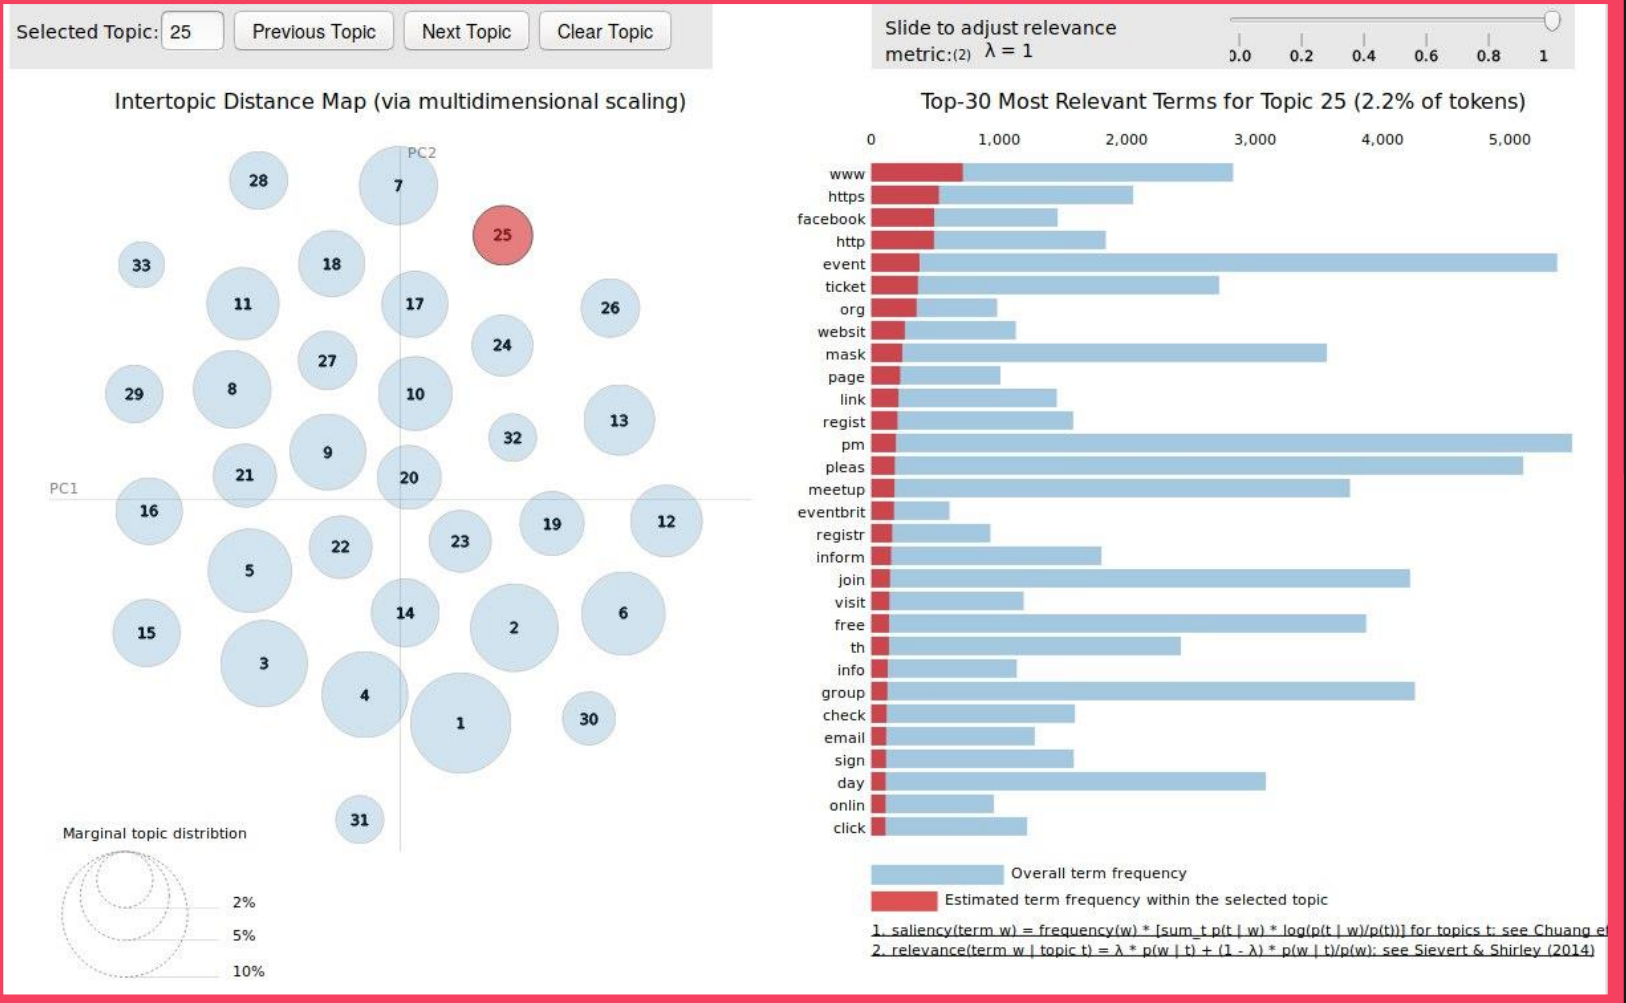 Selected Topic: 25 Previous Topic Next Topic Clear Topic
Slide to adjust relevance
metric:(2) λ = 1
0.0 0.2 0.4 0.6 0.8 1
Intertopic Distance Map (via multidimensional scaling)
PC2
PC1
28
7
25
33
18
11
17
26
24
27
29
8
10
13
32
9
21
20
16
12
19
23
22
5
14
6
2
15
3
4
30
1
31
Marginal topic distribtion
2%
5%
10%
Top-30 Most Relevant Terms for Topic 25 (2.2% of tokens)
0 1,000 2,000 3,000 4,000 5,000
www
https
facebook
http
event
ticket
org
websit
mask
page
link
regist
pm
pleas
meetup
eventbrit
registr
inform
join
visit
free
th
info
group
check
email
sign
day
onlin
click
Overall term frequency
Estimated term frequency within the selected topic
1. saliency(term w) = frequency(w) * [sum_t p(t | w) * log(p(t | w)/p(t))] for topics t; see Chuang et
2. relevance(term w | topic t) = λ * p(w | t) + (1 - λ) * p(w | t)/p(w); see Sievert & Shirley (2014)